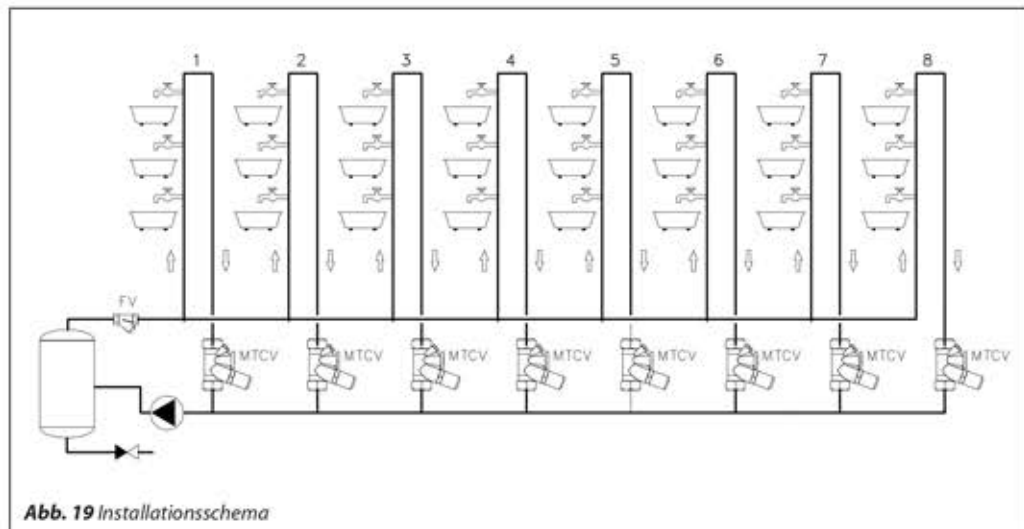 1 2 3 4 5 6 7 8
FV
MTCV MTCV MTCV MTCV MTCV MTCV MTCV MTCV
Abb. 19 Installationsschema